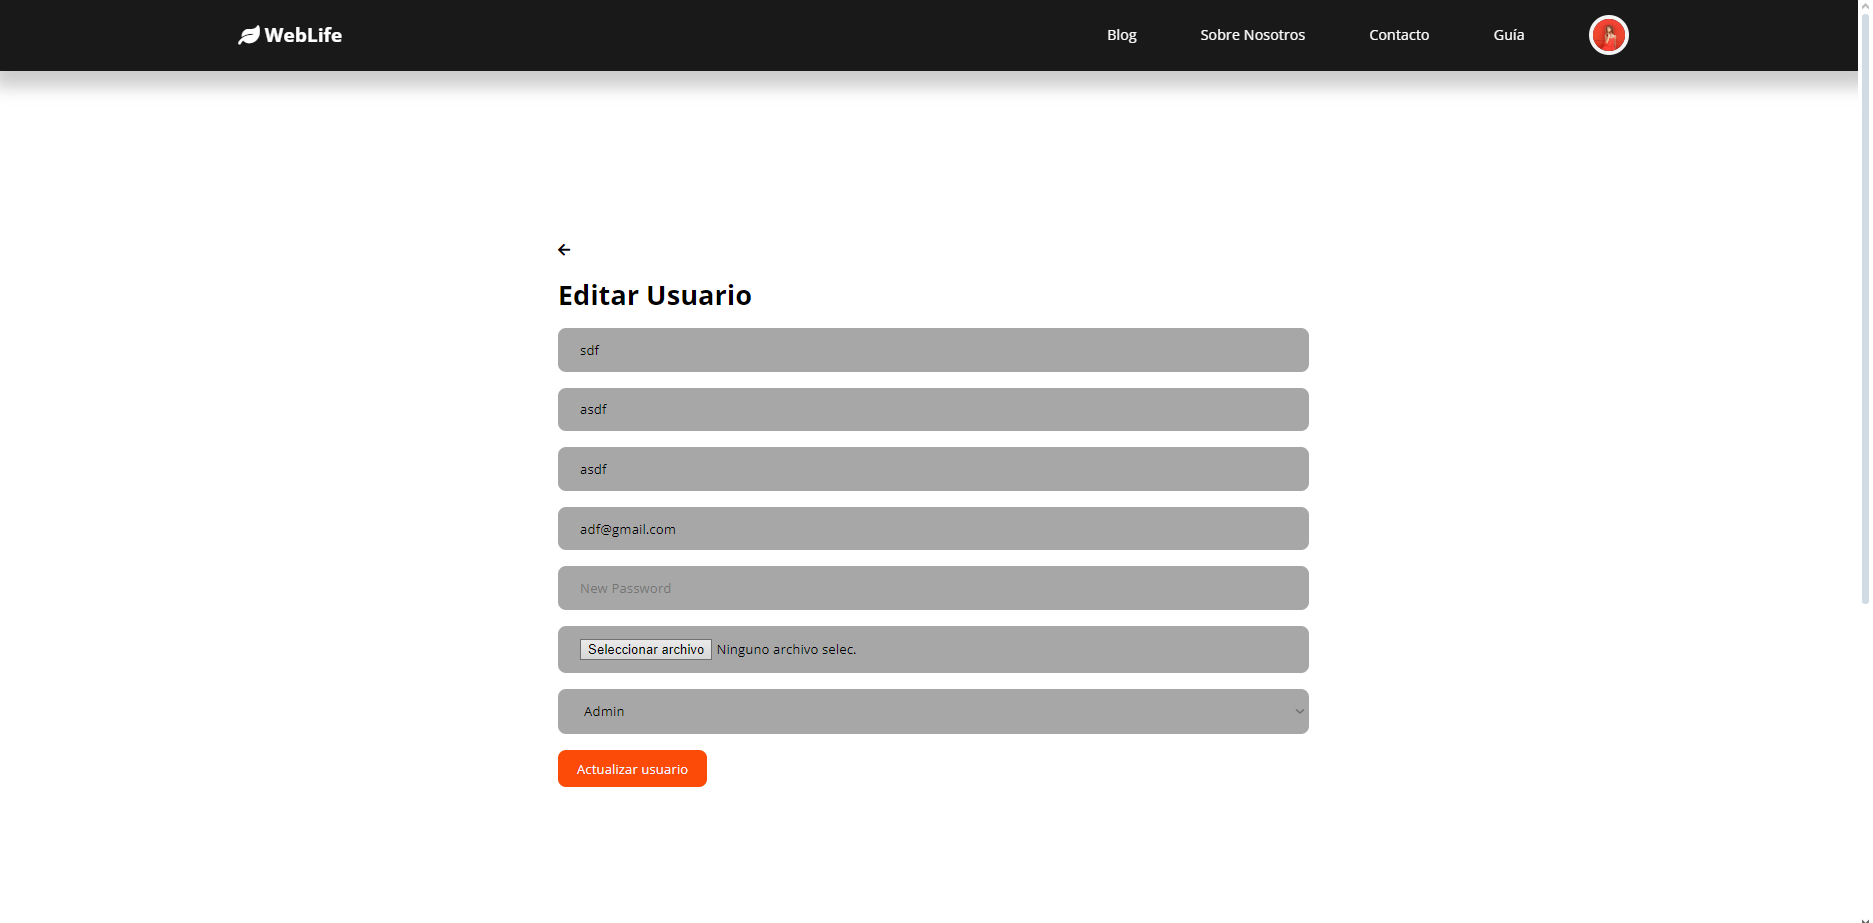 WebLife
Blog
Sobre Nosotros
Contacto
Guía
Editar Usuario
sdf
asdf
asdf
adf@gmail.com
New Password
Seleccionar archivo Ninguno archivo selec.
Admin
Actualizar usuario